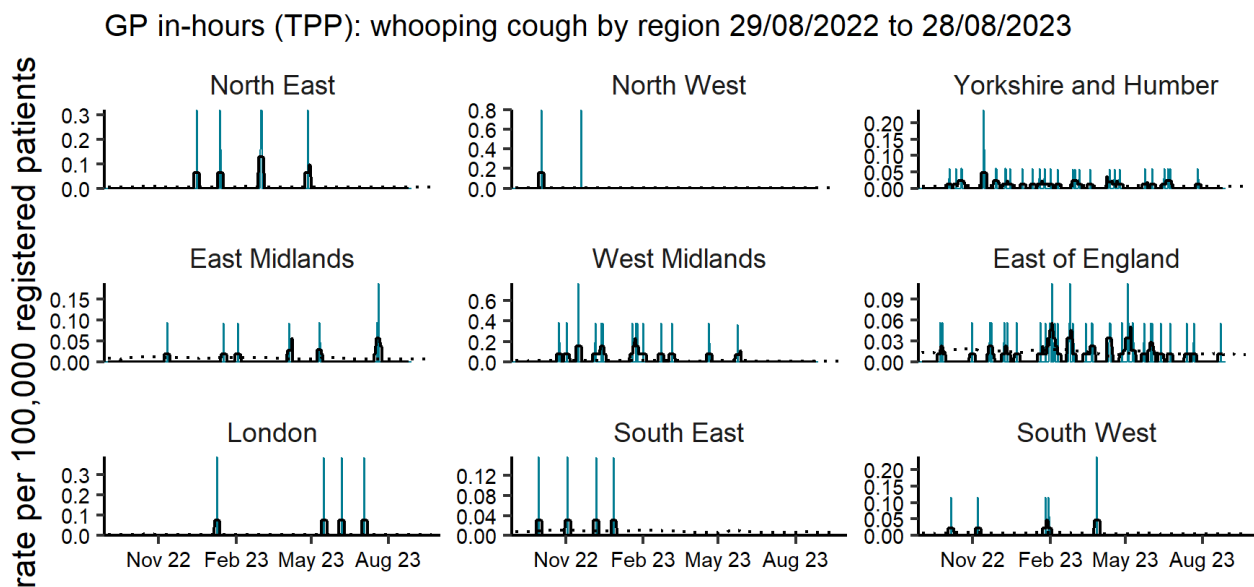 GP in-hours (TPP): whooping cough by region 29/08/2022 to 28/08/2023
rate per 100,000 registered patients
North East
0.3
0.2
0.1
0.0
North West
0.8
0.6
0.4
0.2
0.0
Yorkshire and Humber
0.20
0.15
0.10
0.05
0.00
East Midlands
0.15
0.10
0.05
0.00
West Midlands
0.6
0.4
0.2
0.0
East of England
0.09
0.06
0.03
0.00
London
0.3
0.2
0.1
0.0
South East
0.12
0.08
0.04
0.00
South West
0.20
0.15
0.10
0.05
0.00
Nov 22 Feb 23 May 23 Aug 23
Nov 22 Feb 23 May 23 Aug 23
Nov 22 Feb 23 May 23 Aug 23